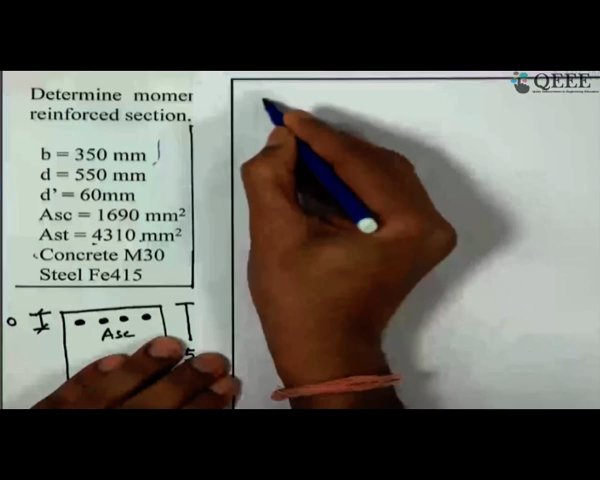 QEEE
Determine momen
reinforced section.
b = 350 mm
d = 550 mm
d' = 60mm
Asc = 1690 mm²
Ast = 4310 mm²
Concrete M30
Steel Fe415
Asc